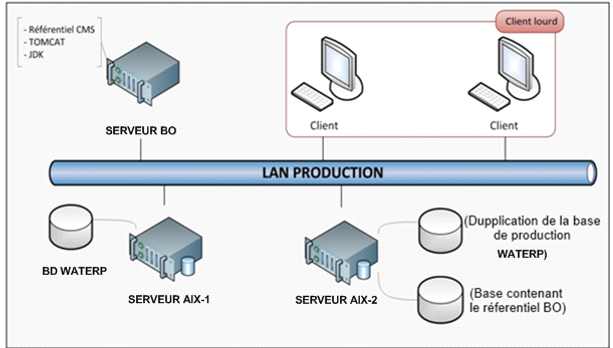 - Référentiel CMS
- TOMCAT
- JDK
Client lourd
SERVEUR BO
Client
Client
LAN PRODUCTION
BD WATERP
SERVEUR AIX-1
SERVEUR AIX-2
(Dupplication de la base
de production
WATERP)
(Base contenant
le réferentiel BO)